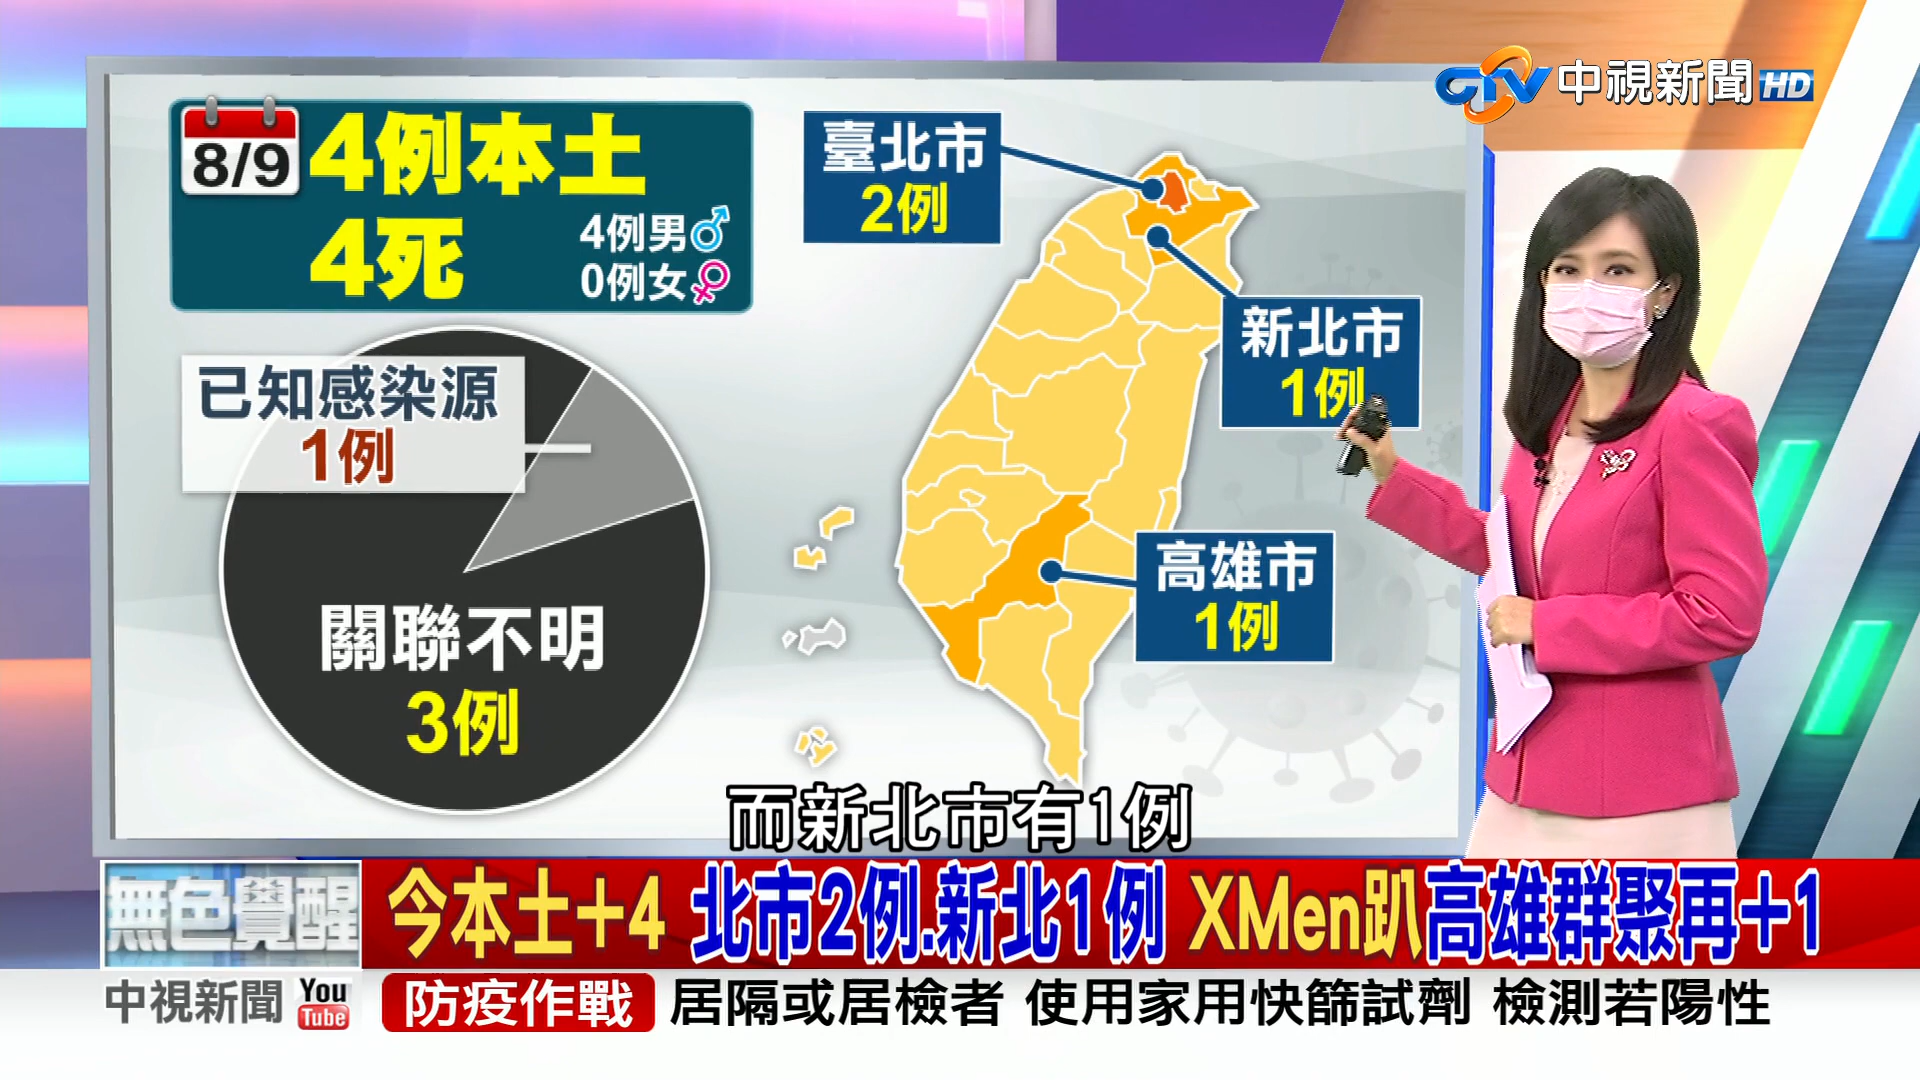 CTV 中視新聞 HD
8/9
4例本土
4死
4例男
0例女
臺北市
2例
新北市
1例
已知感染源
1例
關聯不明
3例
高雄市
1例
而新北市有1例
無色覺醒
今本土+4 北市2例.新北1例 XMen趴高雄群聚再+1
中視新聞 YouTube
防疫作戰 居隔或居檢者 使用家用快篩試劑 檢測若陽性